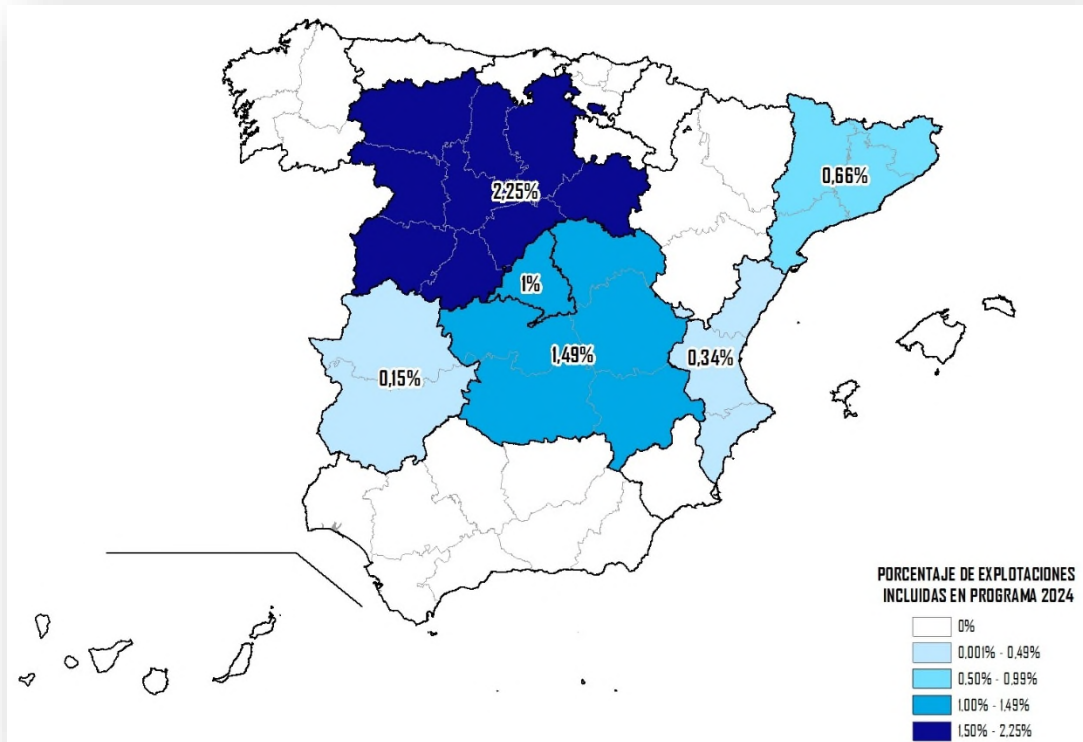 2,25%
0,66%
1%
1,49%
0,34%
0,15%
PORCENTAJE DE EXPLOTACIONES
INCLUIDAS EN PROGRAMA 2024
0%
0,001% - 0,49%
0,50% - 0,99%
1,00% - 1,49%
1,50% - 2,25%